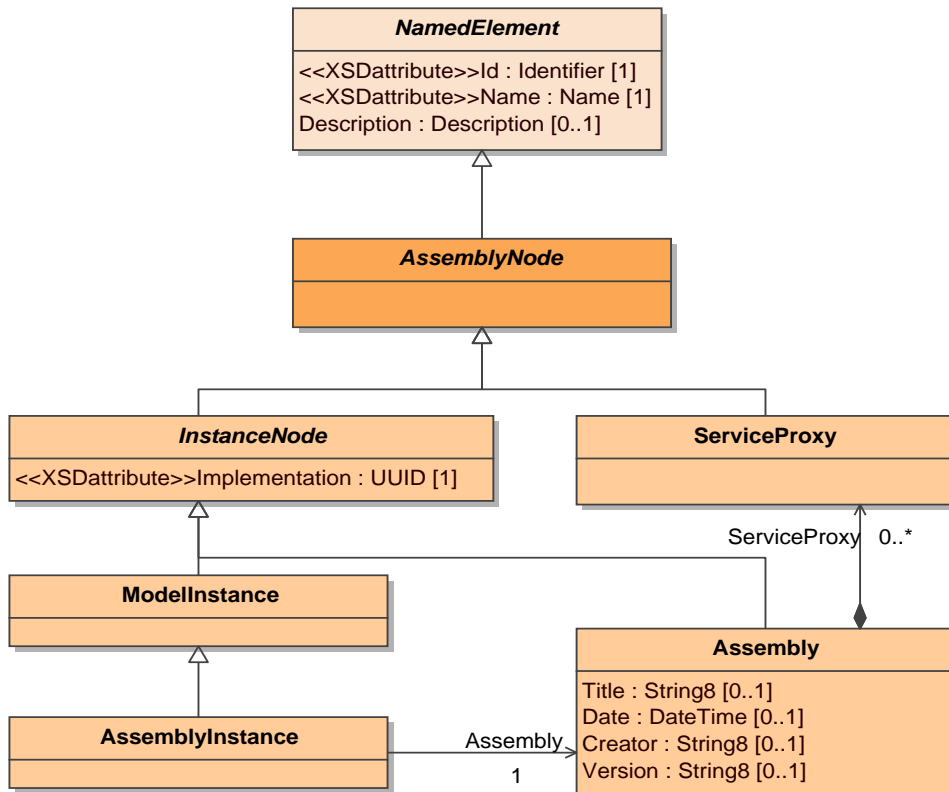 NamedElement
<<XSDattribute>>Id : Identifier [1]
<<XSDattribute>>Name : Name [1]
Description : Description [0..1]
AssemblyNode
InstanceNode
<<XSDattribute>>Implementation : UUID [1]
ServiceProxy
ServiceProxy 0..*
ModelInstance
Assembly
Title : String8 [0..1]
Date : DateTime [0..1]
Creator : String8 [0..1]
Version : String8 [0..1]
AssemblyInstance
Assembly
1